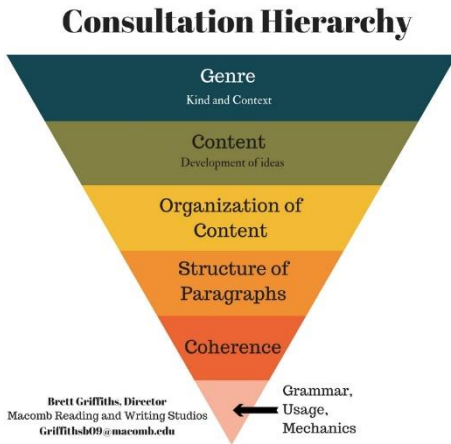 Consultation Hierarchy
Genre
Kind and Context
Content
Development of ideas
Organization of
Content
Structure of
Paragraphs
Coherence
Grammar,
Usage,
Mechanics
Brett Griffiths, Director
Macomb Reading and Writing Studios
Griffithsb09@macomb.edu